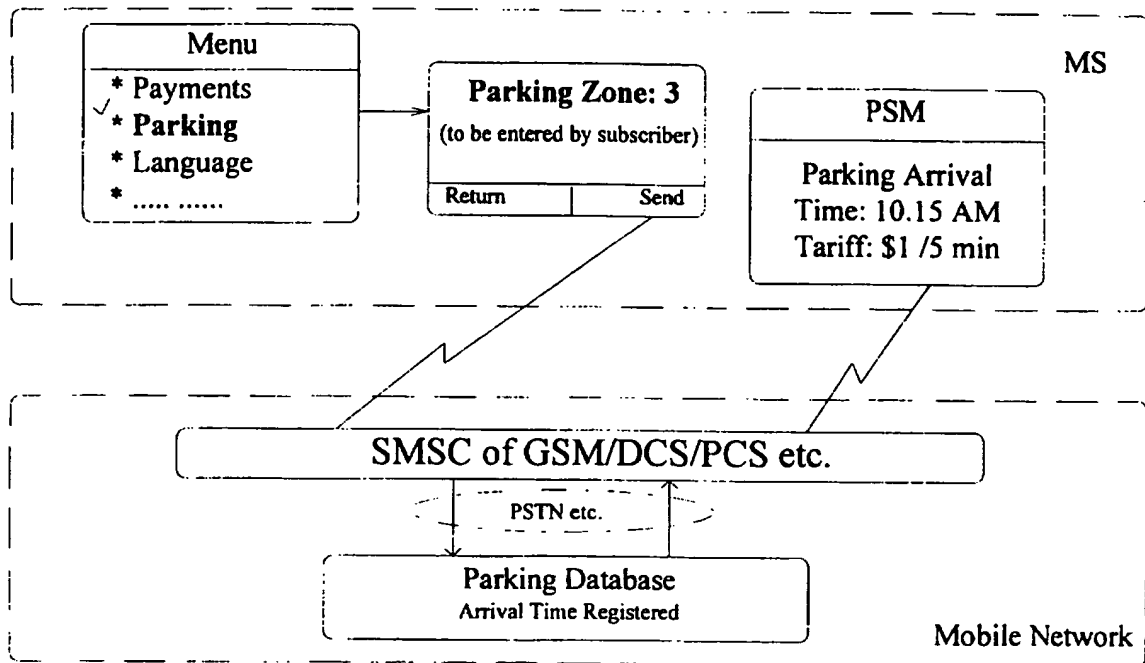 Menu
* Payments
* Parking
* Language
* ..... ......
Parking Zone: 3
(to be entered by subscriber)
Return Send
MS
PSM
Parking Arrival
Time: 10.15 AM
Tariff: $1 /5 min
SMSC of GSM/DCS/PCS etc.
PSTN etc.
Parking Database
Arrival Time Registered
Mobile Network